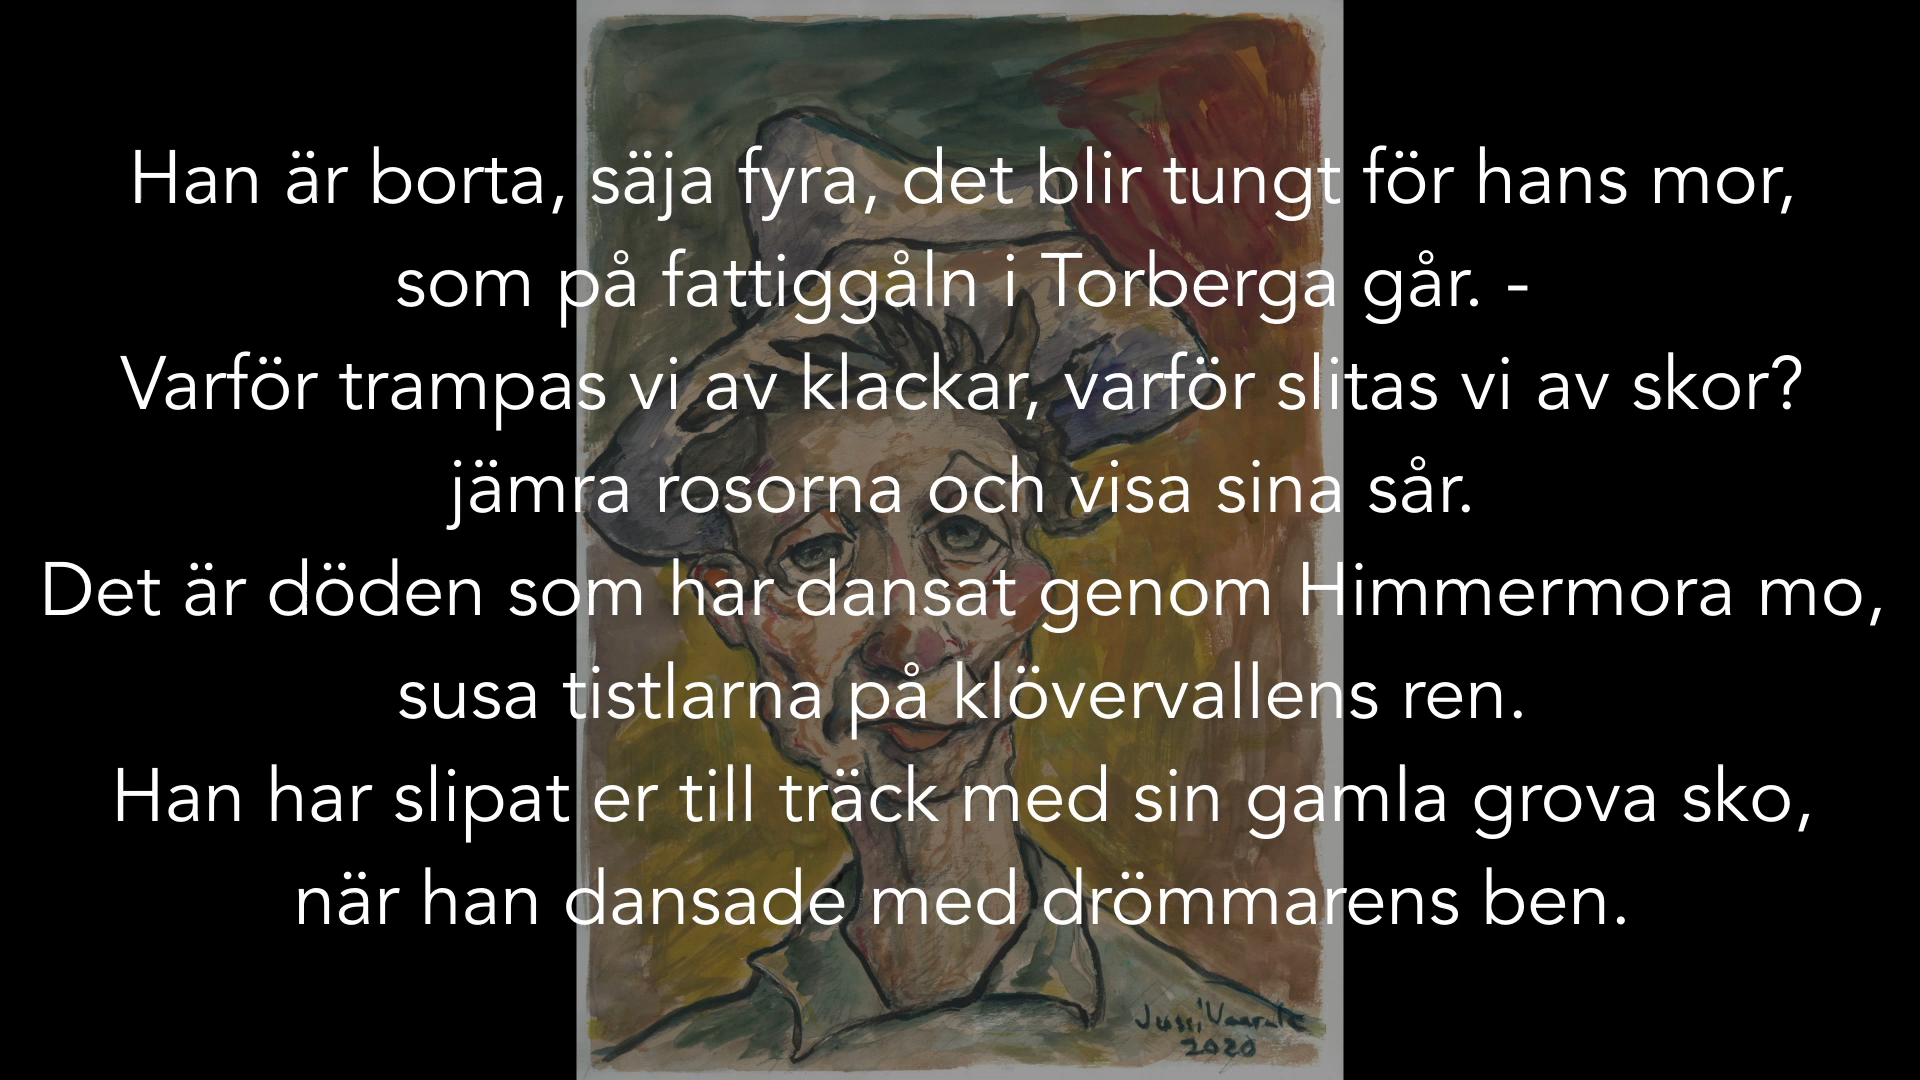 Han är borta, säja fyra, det blir tungt för hans mor,
som på fattiggåln i Torberga går. -
Varför trampas vi av klackar, varför slitas vi av skor?
jämra rosorna och visa sina sår.
Det är döden som har dansat genom Himmermora mo,
susa tistlarna på klövervallens ren.
Han har slipat er till träck med sin gamla grova sko,
när han dansade med drömmarens ben.
Jussi
2020